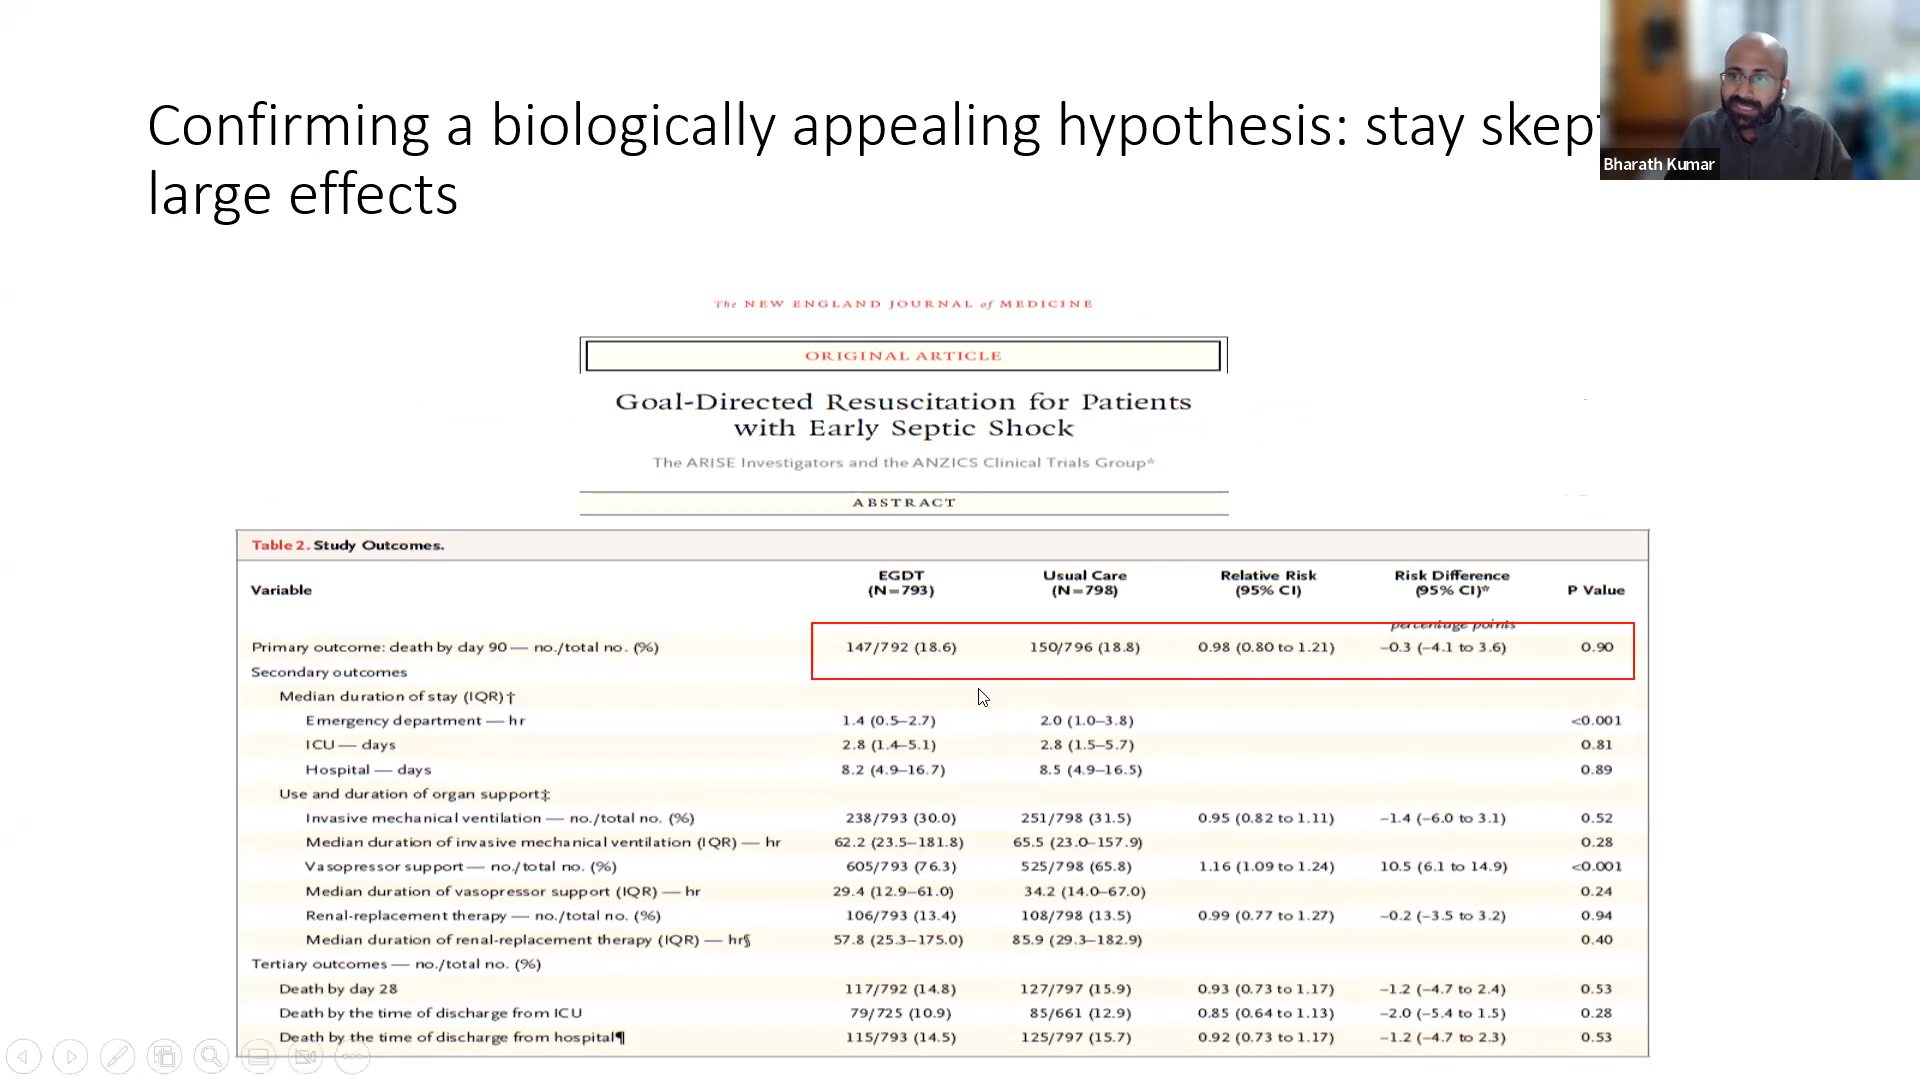 Confirming a biologically appealing hypothesis: stay
large effects
Bharath Kumar
The NEW ENGLAND JOURNAL of MEDICINE
ORIGINAL ARTICLE
Goal-Directed Resuscitation for Patients
with Early Septic Shock
The ARISE Investigators and the ANZICS Clinical Trials Group*
ABSTRACT
Table 2. Study Outcomes.
Variable EGDT (N=793) Usual Care (N=798) Relative Risk (95% CI) Risk Difference (95% CI)* P Value
percentage points
Primary outcome: death by day 90 — no./total no. (%) 147/792 (18.6) 150/796 (18.8) 0.98 (0.80 to 1.21) −0.3 (−4.1 to 3.6) 0.90
Secondary outcomes
Median duration of stay (IQR)†
Emergency department — hr 1.4 (0.5–2.7) 2.0 (1.0–3.8) <0.001
ICU — days 2.8 (1.4–5.1) 2.8 (1.5–5.7) 0.81
Hospital — days 8.2 (4.9–16.7) 8.5 (4.9–16.5) 0.89
Use and duration of organ support‡
Invasive mechanical ventilation — no./total no. (%) 238/793 (30.0) 251/798 (31.5) 0.95 (0.82 to 1.11) −1.4 (−6.0 to 3.1) 0.52
Median duration of invasive mechanical ventilation (IQR) — hr 62.2 (23.5–181.8) 65.5 (23.0–157.9) 0.28
Vasopressor support — no./total no. (%) 605/793 (76.3) 525/798 (65.8) 1.16 (1.09 to 1.24) 10.5 (6.1 to 14.9) <0.001
Median duration of vasopressor support (IQR) — hr 29.4 (12.9–61.0) 34.2 (14.0–67.0) 0.24
Renal-replacement therapy — no./total no. (%) 106/793 (13.4) 108/798 (13.5) 0.99 (0.77 to 1.27) −0.2 (−3.5 to 3.2) 0.94
Median duration of renal-replacement therapy (IQR) — hr§ 57.8 (25.3–175.0) 85.9 (29.3–182.9) 0.40
Tertiary outcomes — no./total no. (%)
Death by day 28 117/792 (14.8) 127/797 (15.9) 0.93 (0.73 to 1.17) −1.2 (−4.7 to 2.4) 0.53
Death by the time of discharge from ICU 79/725 (10.9) 85/661 (12.9) 0.85 (0.64 to 1.13) −2.0 (−5.4 to 1.5) 0.28
Death by the time of discharge from hospital¶ 115/793 (14.5) 125/797 (15.7) 0.92 (0.73 to 1.17) −1.2 (−4.7 to 2.3) 0.53